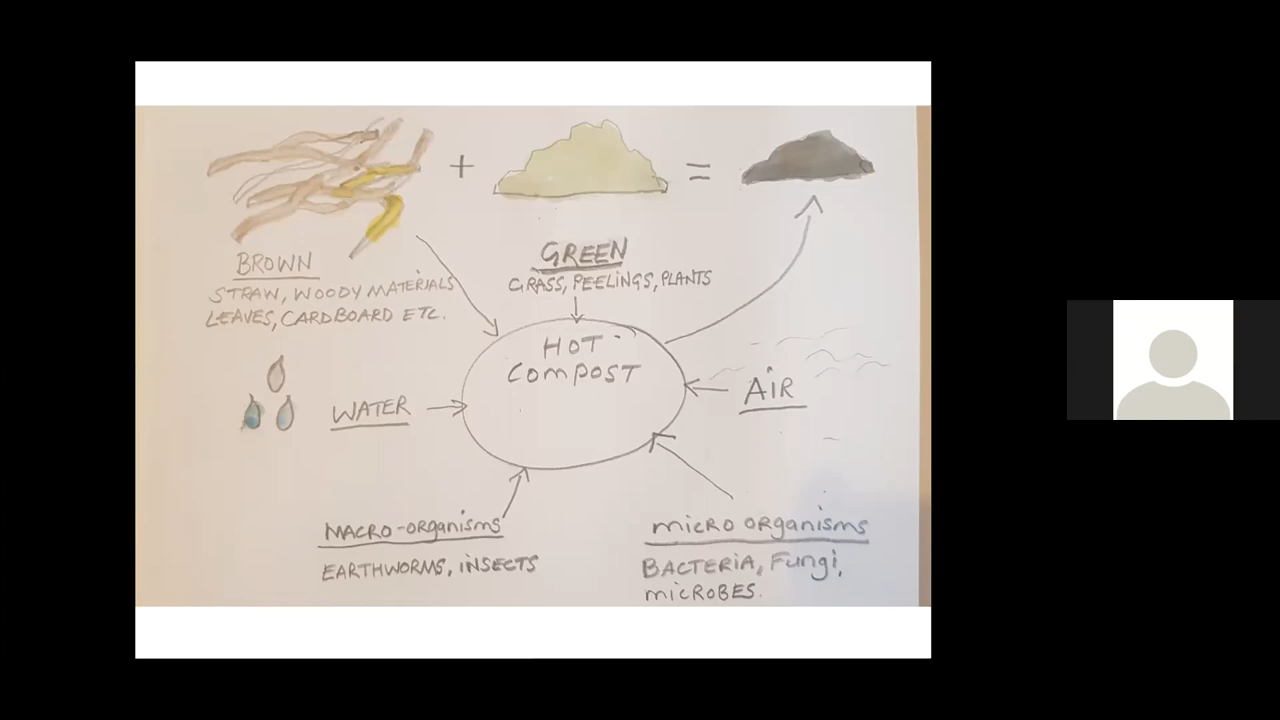 + =
BROWN
STRAW, WOODY MATERIALS
LEAVES, CARDBOARD ETC.
GREEN
GRASS, PEELINGS, PLANTS
HOT
COMPOST
WATER
AIR
MACRO-ORGANISMS
EARTHWORMS, INSECTS
MICRO ORGANISMS
BACTERIA, Fungi,
MICROBES.